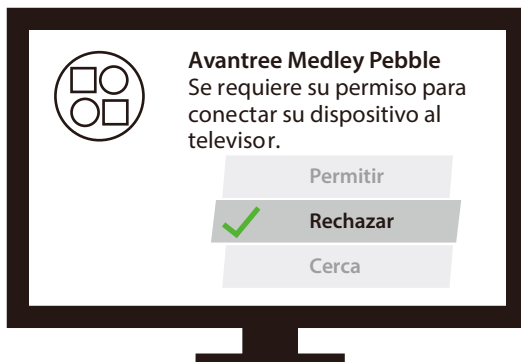 Avantree Medley Pebble
Se requiere su permiso para
conectar su dispositivo al
televisor.
Permitir
Rechazar
Cerca